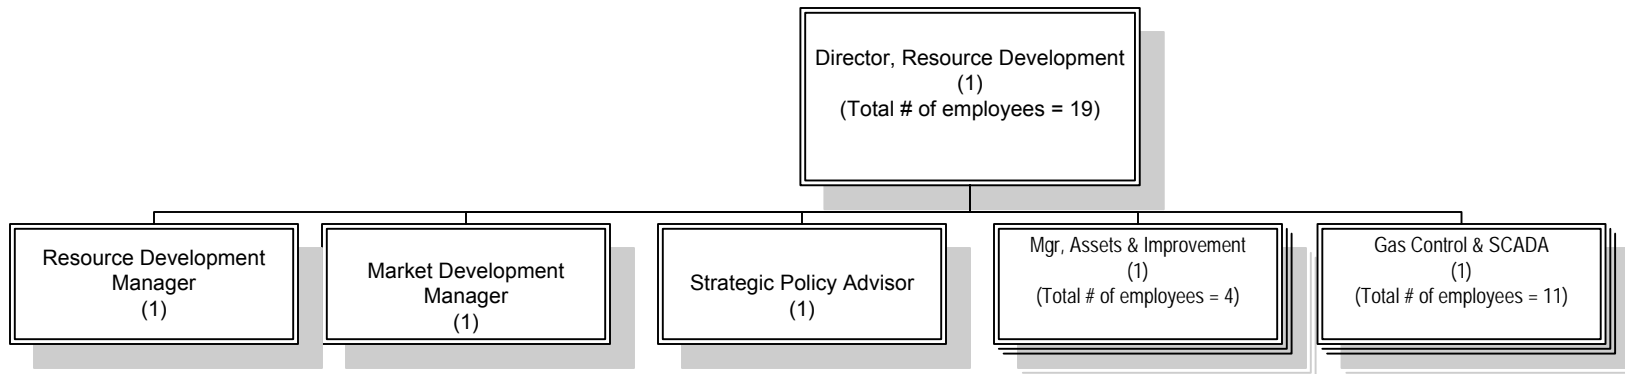 Director, Resource Development
(1)
(Total # of employees = 19)
Resource Development
Manager
(1)
Market Development
Manager
(1)
Strategic Policy Advisor
(1)
Mgr, Assets & Improvement
(1)
(Total # of employees = 4)
Gas Control & SCADA
(1)
(Total # of employees = 11)